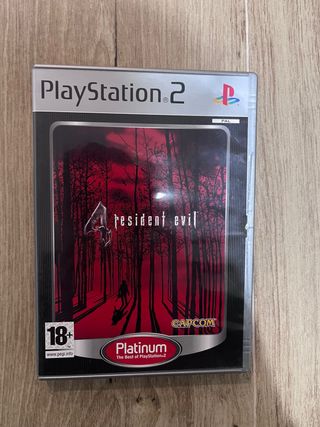 PlayStation®2
PAL
4 resident evil
CAPCOM
18+
www.pegi.info
Platinum
The Best of PlayStation®2